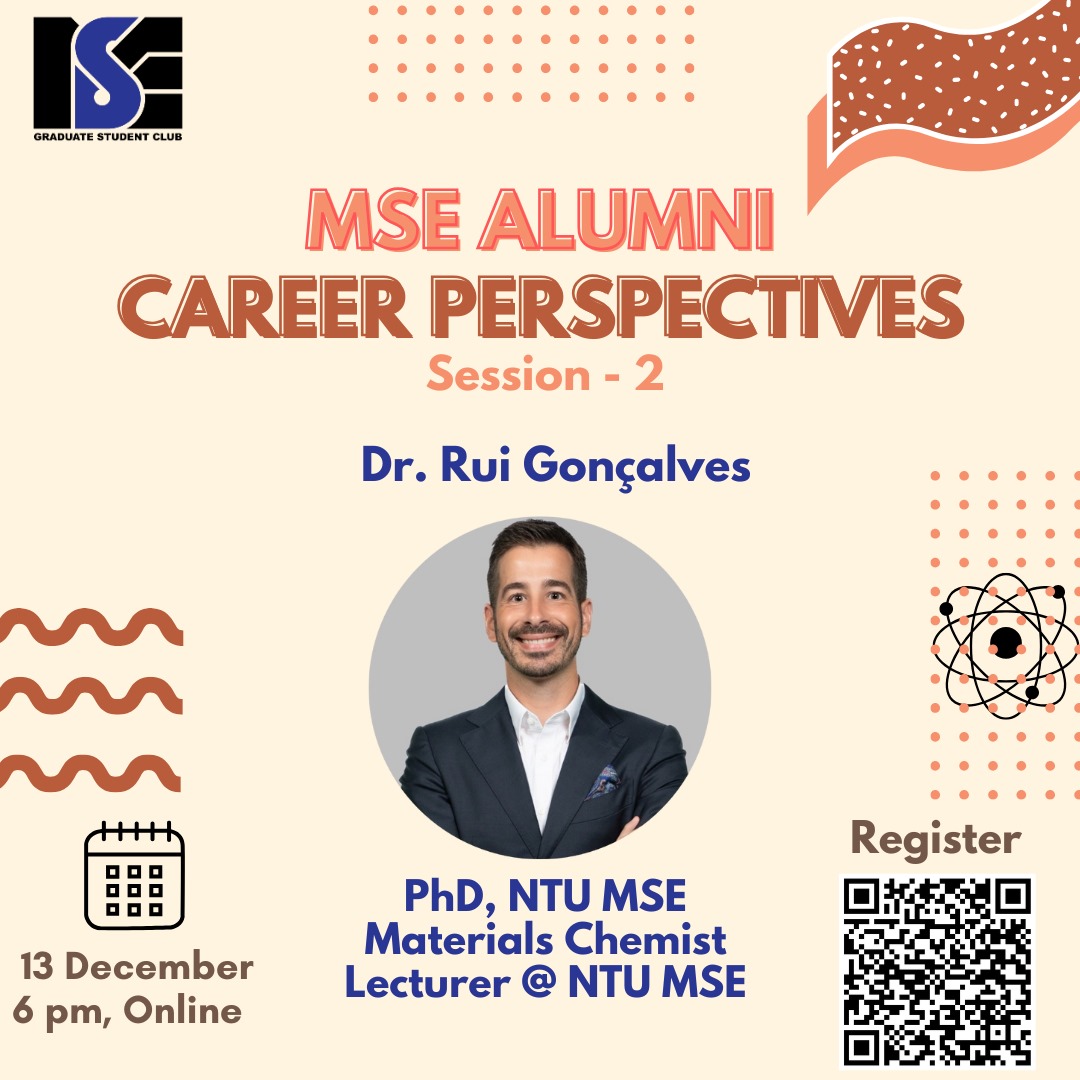 MSE
GRADUATE STUDENT CLUB
MSE ALUMNI
CAREER PERSPECTIVES
Session - 2
Dr. Rui Gonçalves
Register
PhD, NTU MSE
Materials Chemist
Lecturer @ NTU MSE
13 December
6 pm, Online